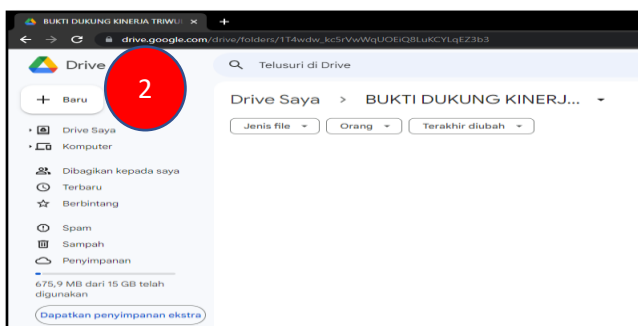 BUKTI DUKUNG KINERJA TRIWUL
drive.google.com/drive/folders/1T4wdw_kcSrVwWqUOEiQ8LuKCYLqEZ3b3
Drive
Telusuri di Drive
2
Baru
Drive Saya > BUKTI DUKUNG KINERJ...
Jenis file
Orang
Terakhir diubah
Drive Saya
Komputer
Dibagikan kepada saya
Terbaru
Berbintang
Spam
Sampah
Penyimpanan
675,9 MB dari 15 GB telah
digunakan
Dapatkan penyimpanan ekstra